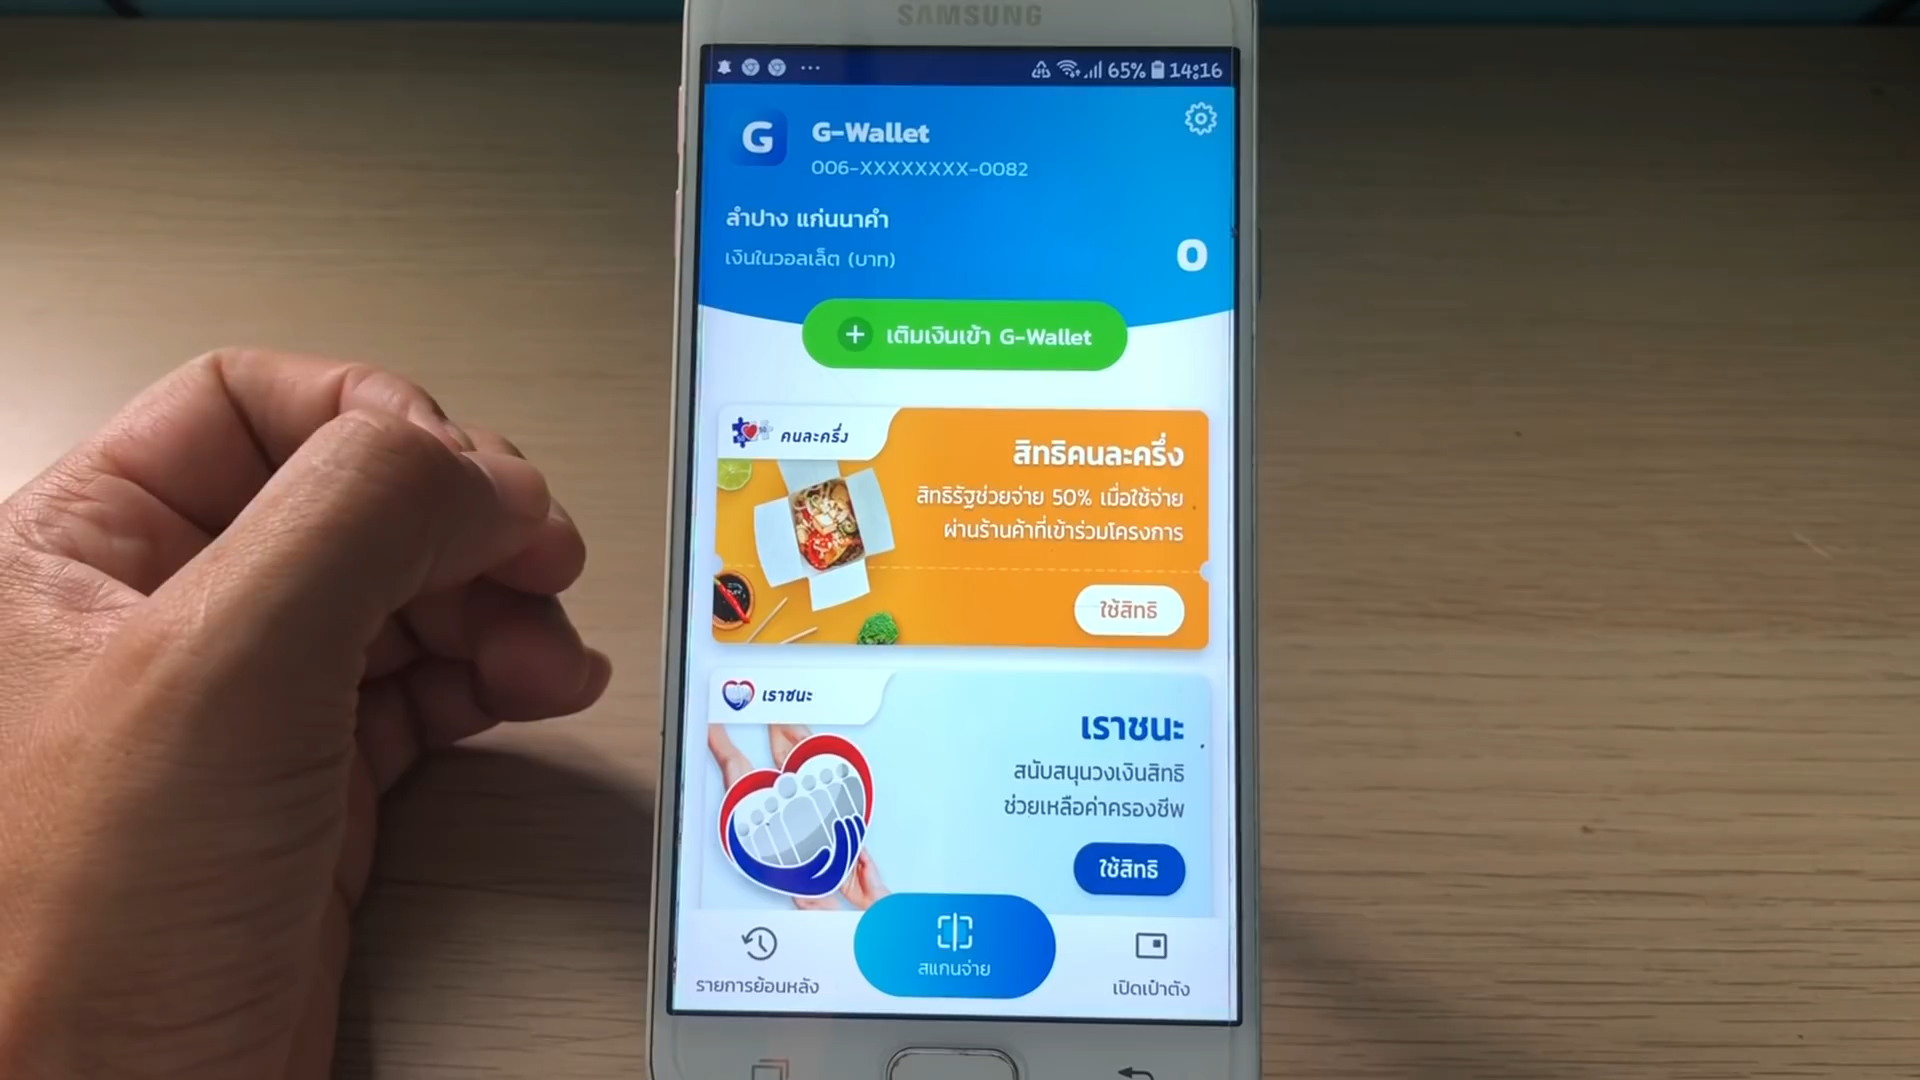 SAMSUNG
65% 14:16
G
G-Wallet
006-XXXXXXXX-0082
ลำปาง แก่นนาคำ
เงินในวอลเล็ต (บาท)
0
+ เติมเงินเข้า G-Wallet
คนละครึ่ง
สิทธิคนละครึ่ง
สิทธิรัฐช่วยจ่าย 50% เมื่อใช้จ่าย
ผ่านร้านค้าที่เข้าร่วมโครงการ
ใช้สิทธิ
เราชนะ
เราชนะ
สนับสนุนวงเงินสิทธิ
ช่วยเหลือค่าครองชีพ
ใช้สิทธิ
รายการย้อนหลัง
สแกนจ่าย
เปิดเป๋าตัง